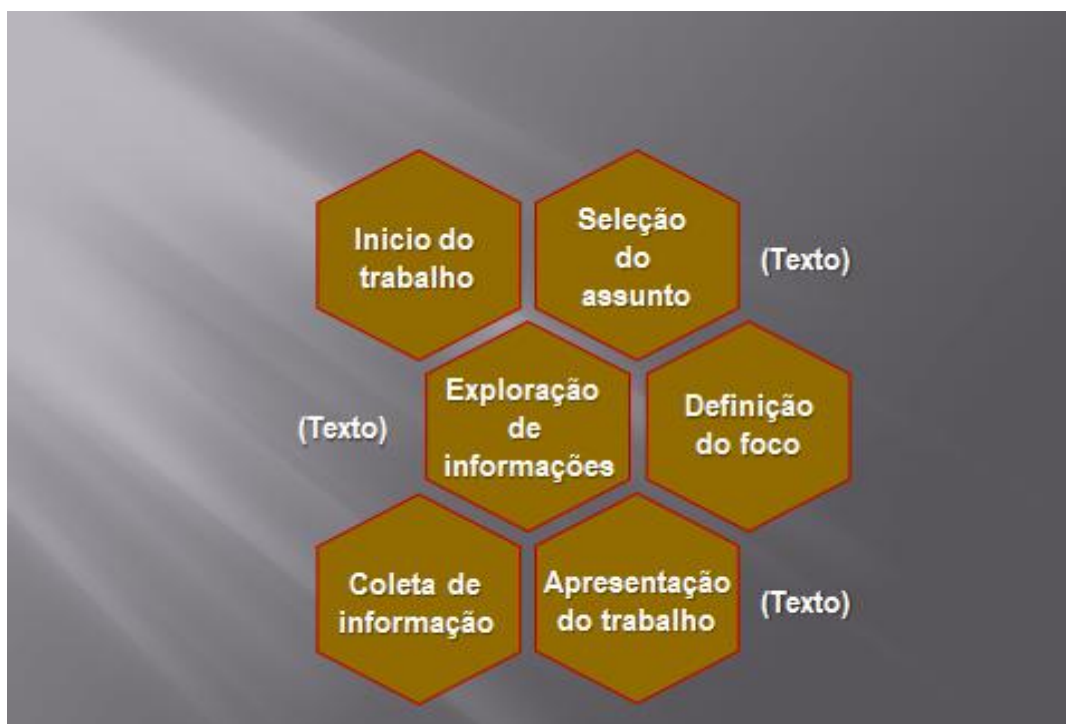 Inicio do
trabalho
Seleção
do
assunto
(Texto)
(Texto)
Exploração
de
informações
Definição
do foco
Coleta de
informação
Apresentação
do trabalho
(Texto)